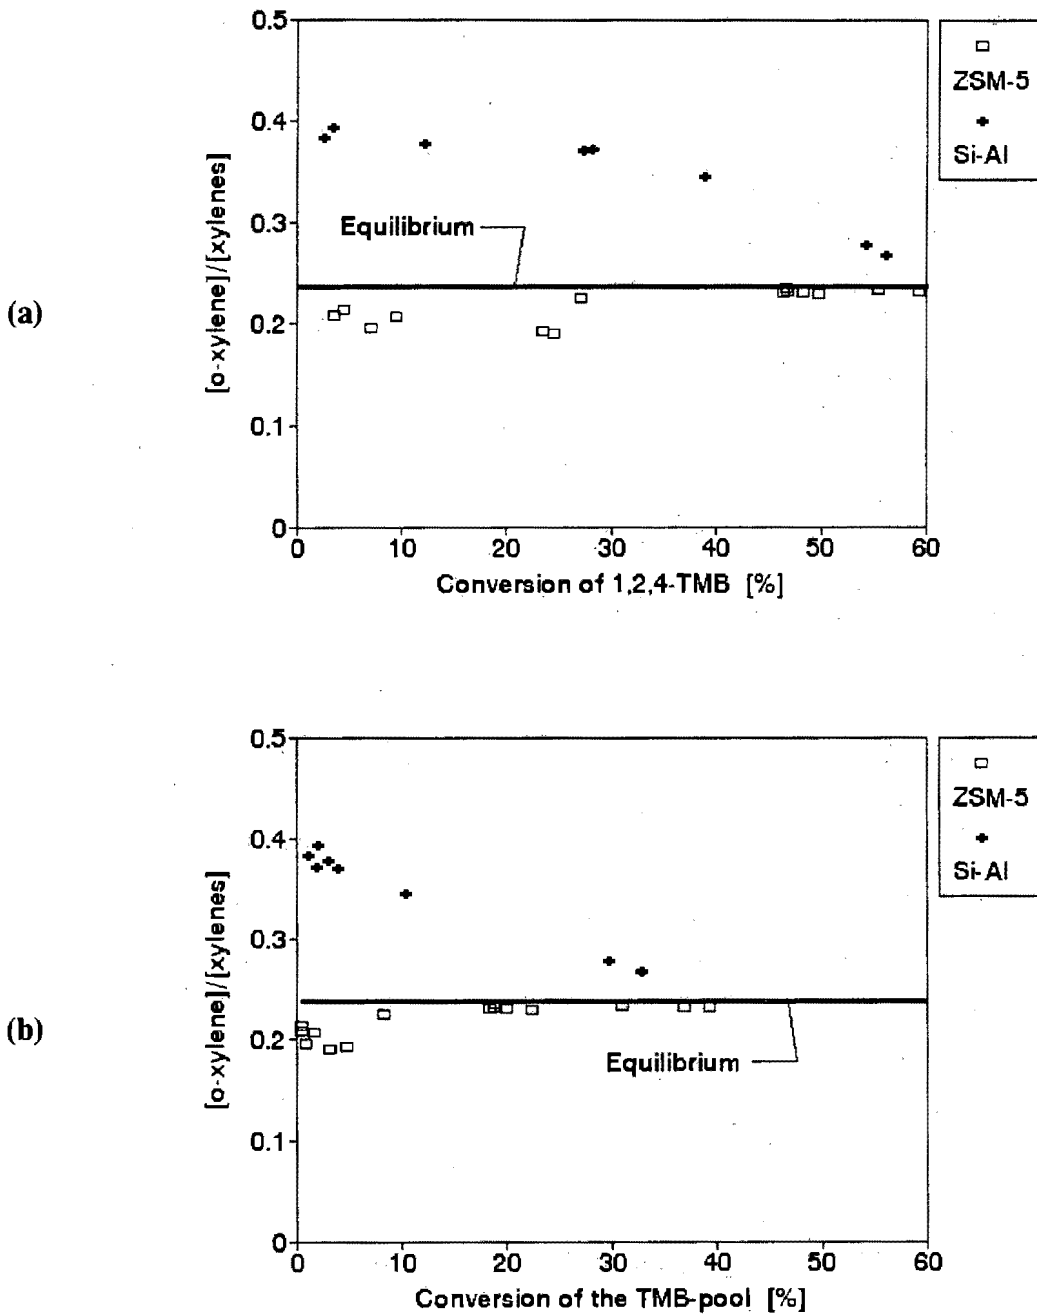 (a)
[o-xylene]/[xylenes]
0.5
0.4
0.3
0.2
0.1
0
Equilibrium
0 10 20 30 40 50 60
Conversion of 1,2,4-TMB [%]
ZSM-5
Si-Al
(b)
[o-xylene]/[xylenes]
0.5
0.4
0.3
0.2
0.1
0
Equilibrium
0 10 20 30 40 50 60
Conversion of the TMB-pool [%]
ZSM-5
Si-Al